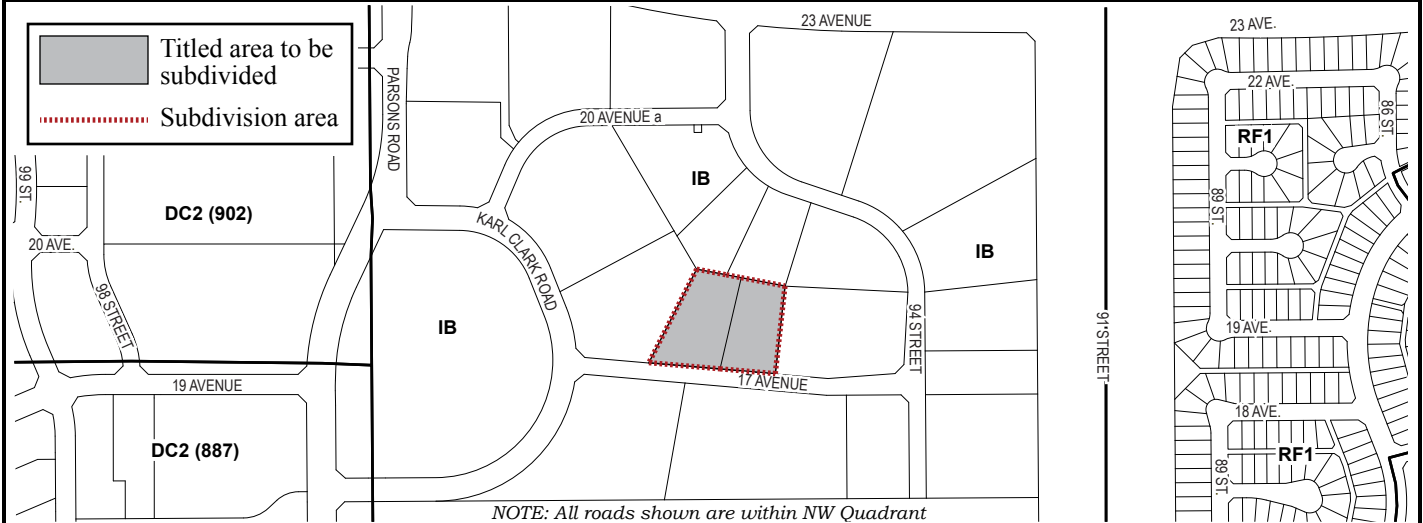 Titled area to be
subdivided
Subdivision area
23 AVENUE
23 AVE.
PARSONS ROAD
22 AVE.
86 ST.
20 AVENUE a
RF1
99 ST.
IB
DC2 (902)
89 ST.
KARL CLARK ROAD
20 AVE.
IB
98 STREET
IB
94 STREET
91 STREET
19 AVE.
19 AVENUE
17 AVENUE
18 AVE.
DC2 (887)
RF1
89 ST.
NOTE: All roads shown are within NW Quadrant